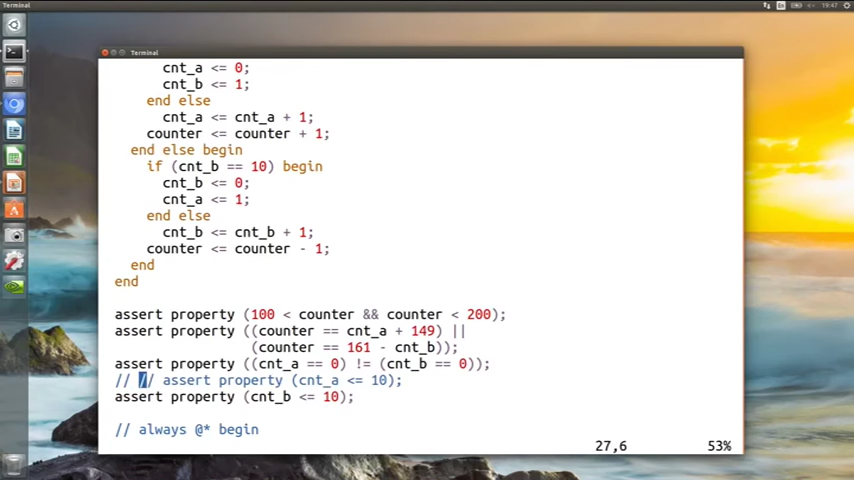 Terminal
En
19:47
Terminal
cnt_a <= 0;
cnt_b <= 1;
end else
cnt_a <= cnt_a + 1;
counter <= counter + 1;
end else begin
if (cnt_b == 10) begin
cnt_b <= 0;
cnt_a <= 1;
end else
cnt_b <= cnt_b + 1;
counter <= counter - 1;
end
end
assert property (100 < counter && counter < 200);
assert property ((counter == cnt_a + 149) ||
(counter == 161 - cnt_b));
assert property ((cnt_a == 0) != (cnt_b == 0));
// // assert property (cnt_a <= 10);
assert property (cnt_b <= 10);
// always @* begin
27,6 53%